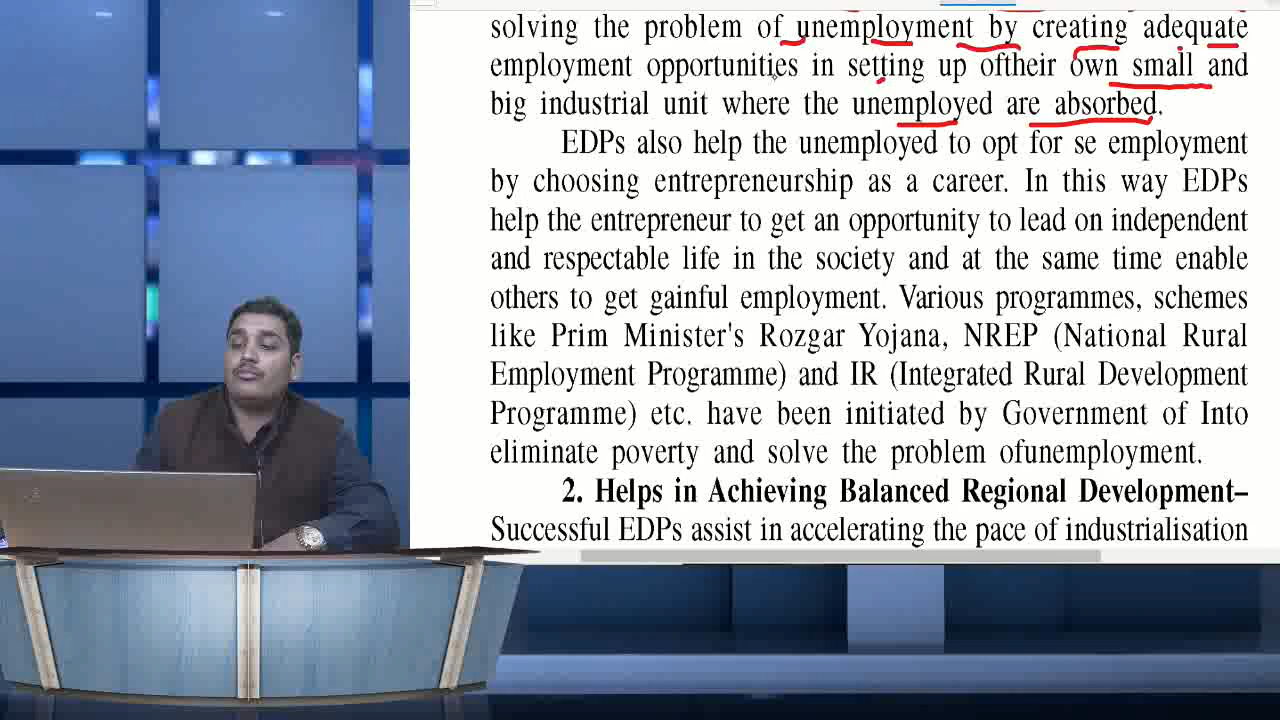 solving the problem of unemployment by creating adequate
employment opportunities in setting up oftheir own small and
big industrial unit where the unemployed are absorbed.
EDPs also help the unemployed to opt for se employment
by choosing entrepreneurship as a career. In this way EDPs
help the entrepreneur to get an opportunity to lead on independent
and respectable life in the society and at the same time enable
others to get gainful employment. Various programmes, schemes
like Prim Minister's Rozgar Yojana, NREP (National Rural
Employment Programme) and IR (Integrated Rural Development
Programme) etc. have been initiated by Government of Into
eliminate poverty and solve the problem ofunemployment.
2. Helps in Achieving Balanced Regional Development–
Successful EDPs assist in accelerating the pace of industrialisation